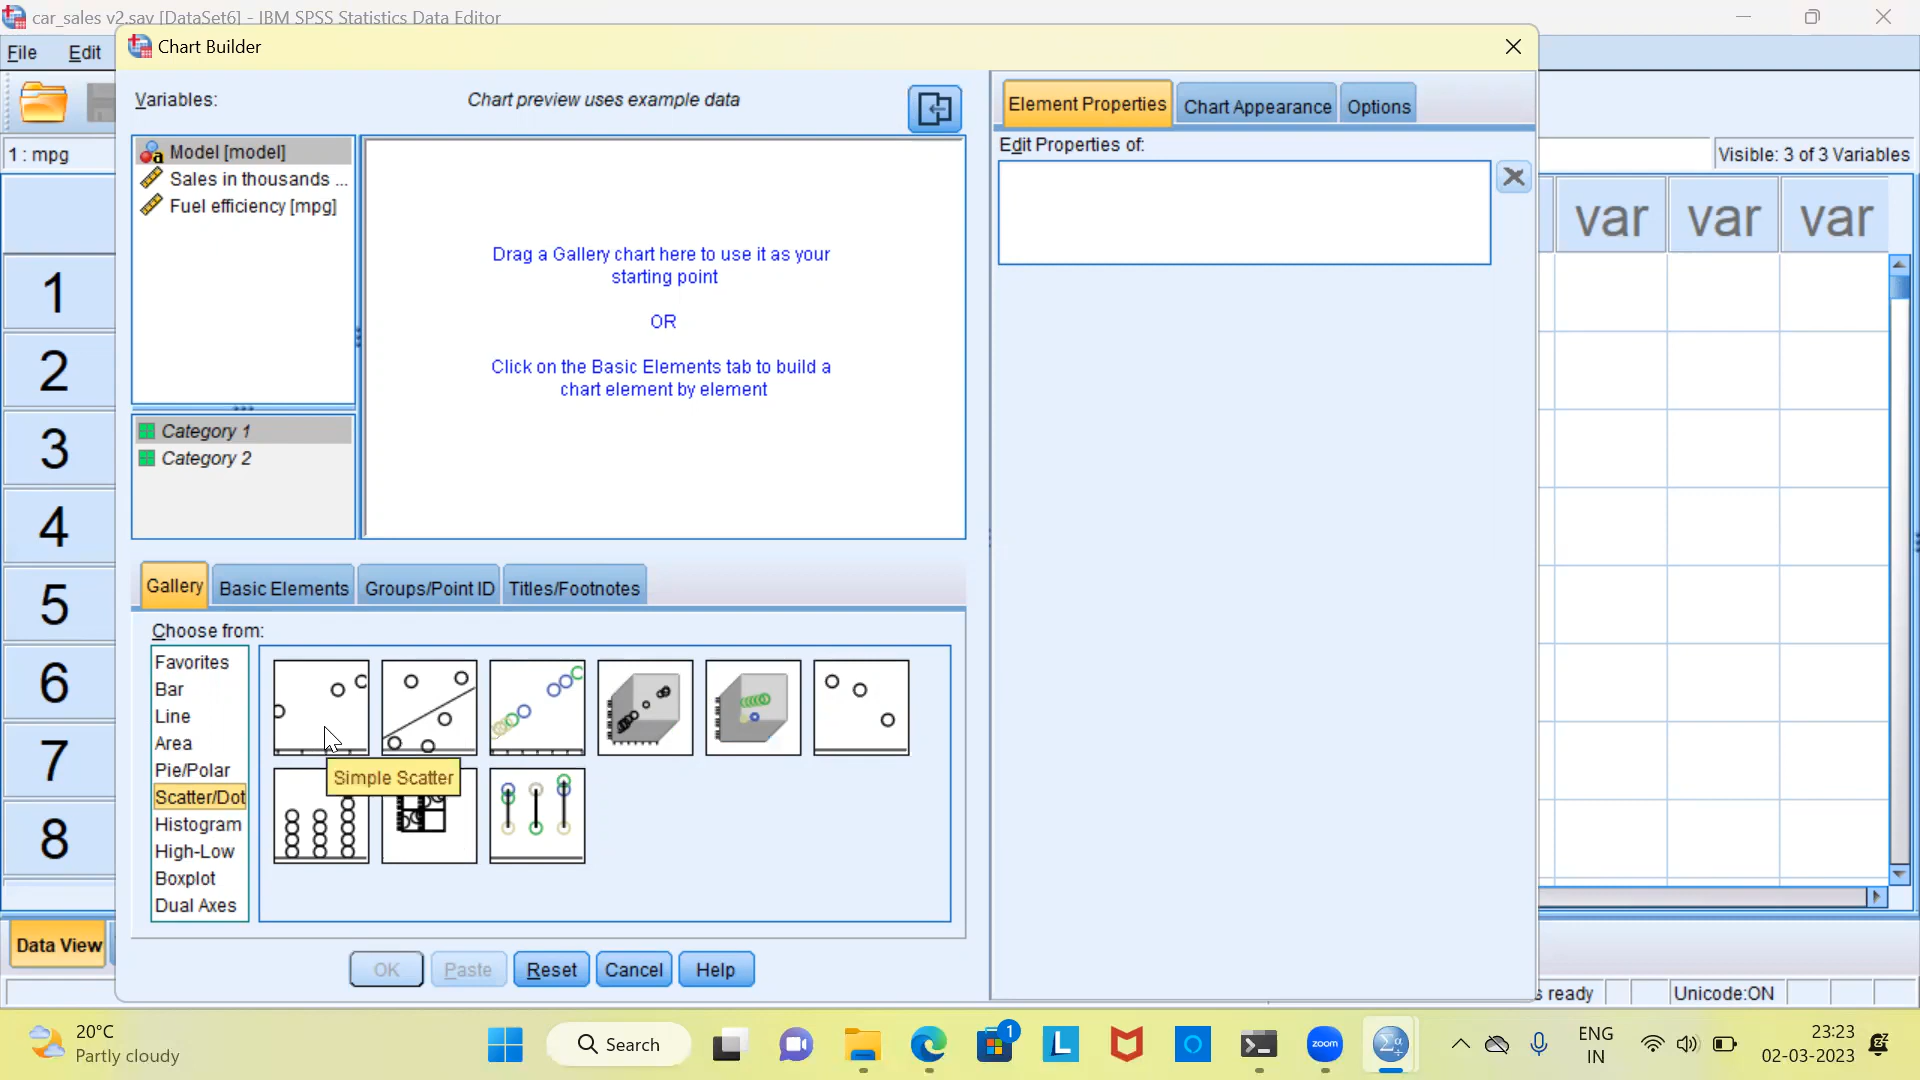 car_sales v2.sav [DataSet6] - IBM SPSS Statistics Data Editor
File Edit
Chart Builder
Variables:
Chart preview uses example data
Element Properties
Chart Appearance
Options
Edit Properties of:
1 : mpg
Visible: 3 of 3 Variables
Model [model]
Sales in thousands ...
Fuel efficiency [mpg]
var var var
Drag a Gallery chart here to use it as your
starting point
OR
Click on the Basic Elements tab to build a
chart element by element
1
2
3
4
5
6
7
8
Category 1
Category 2
Gallery
Basic Elements
Groups/Point ID
Titles/Footnotes
Choose from:
Favorites
Bar
Line
Area
Pie/Polar
Scatter/Dot
Histogram
High-Low
Boxplot
Dual Axes
Simple Scatter
Data View
OK
Paste
Reset
Cancel
Help
ready
Unicode:ON
20°C
Partly cloudy
Search
1
L
zoom
ENG
IN
23:23
02-03-2023